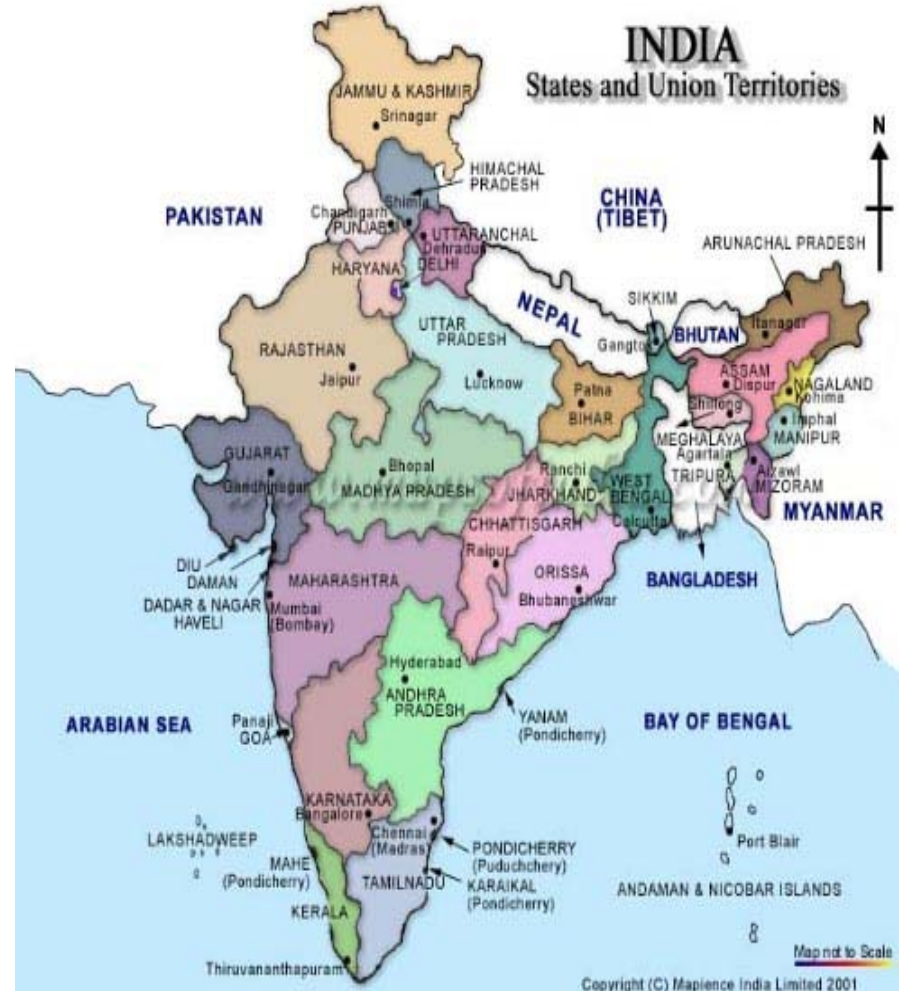 INDIA
States and Union Territories
N
JAMMU & KASHMIR
Srinagar
HIMACHAL
PRADESH
PAKISTAN
CHINA
(TIBET)
Shimla
Chandigarh
PUNJAB
UTTARANCHAL
Dehradun
DELHI
HARYANA
ARUNACHAL PRADESH
SIKKIM
NEPAL
BHUTAN
Itanagar
Gangtok
UTTAR
PRADESH
RAJASTHAN
Jaipur
Lucknow
Patna
BIHAR
ASSAM
Dispur
NAGALAND
Kohima
Shillong
Imphal
MANIPUR
MEGHALAYA
Agartala
TRIPURA
Aizawl
MIZORAM
GUJARAT
Gandhinagar
Bhopal
MADHYA PRADESH
Ranchi
JHARKHAND
WEST
BENGAL
Calcutta
MYANMAR
CHHATTISGARH
Raipur
ORISSA
Bhubaneshwar
BANGLADESH
DIU
DAMAN
DADAR & NAGAR
HAVELI
MAHARASHTRA
Mumbai
(Bombay)
Hyderabad
ANDHRA
PRADESH
YANAM
(Pondicherry)
ARABIAN SEA
BAY OF BENGAL
Panaji
GOA
KARNATAKA
Bangalore
LAKSHADWEEP
Chennai
(Madras)
PONDICHERRY
(Puduchchery)
Port Blair
MAHE
(Pondicherry)
TAMILNADU
KARAIKAL
(Pondicherry)
ANDAMAN & NICOBAR ISLANDS
KERALA
Thiruvananthapuram
Map not to Scale
Copyright (C) Mapience India Limited 2001